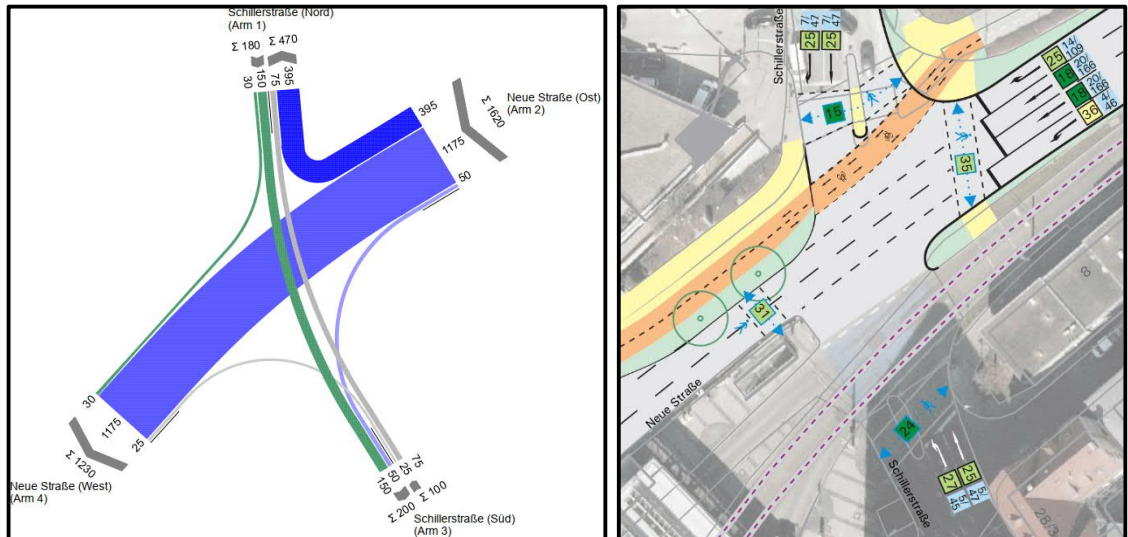 Schillerstraße (Nord)
(Arm 1)
Σ 180
Σ 470
30
150
75
395
395
1175
50
Σ 1620
Neue Straße (Ost)
(Arm 2)
30
1175
25
Σ 1230
Neue Straße (West)
(Arm 4)
150
50
25
75
Σ 200
Σ 100
Schillerstraße (Süd)
(Arm 3)
Schillerstraße
7/
47
7/
47
25
25
15
25
14/
109
18
20/
166
18
20/
166
36
4/
46
35
31
Neue Straße
24
Schillerstraße
27
25
5/
45
5/
47
8
28/3